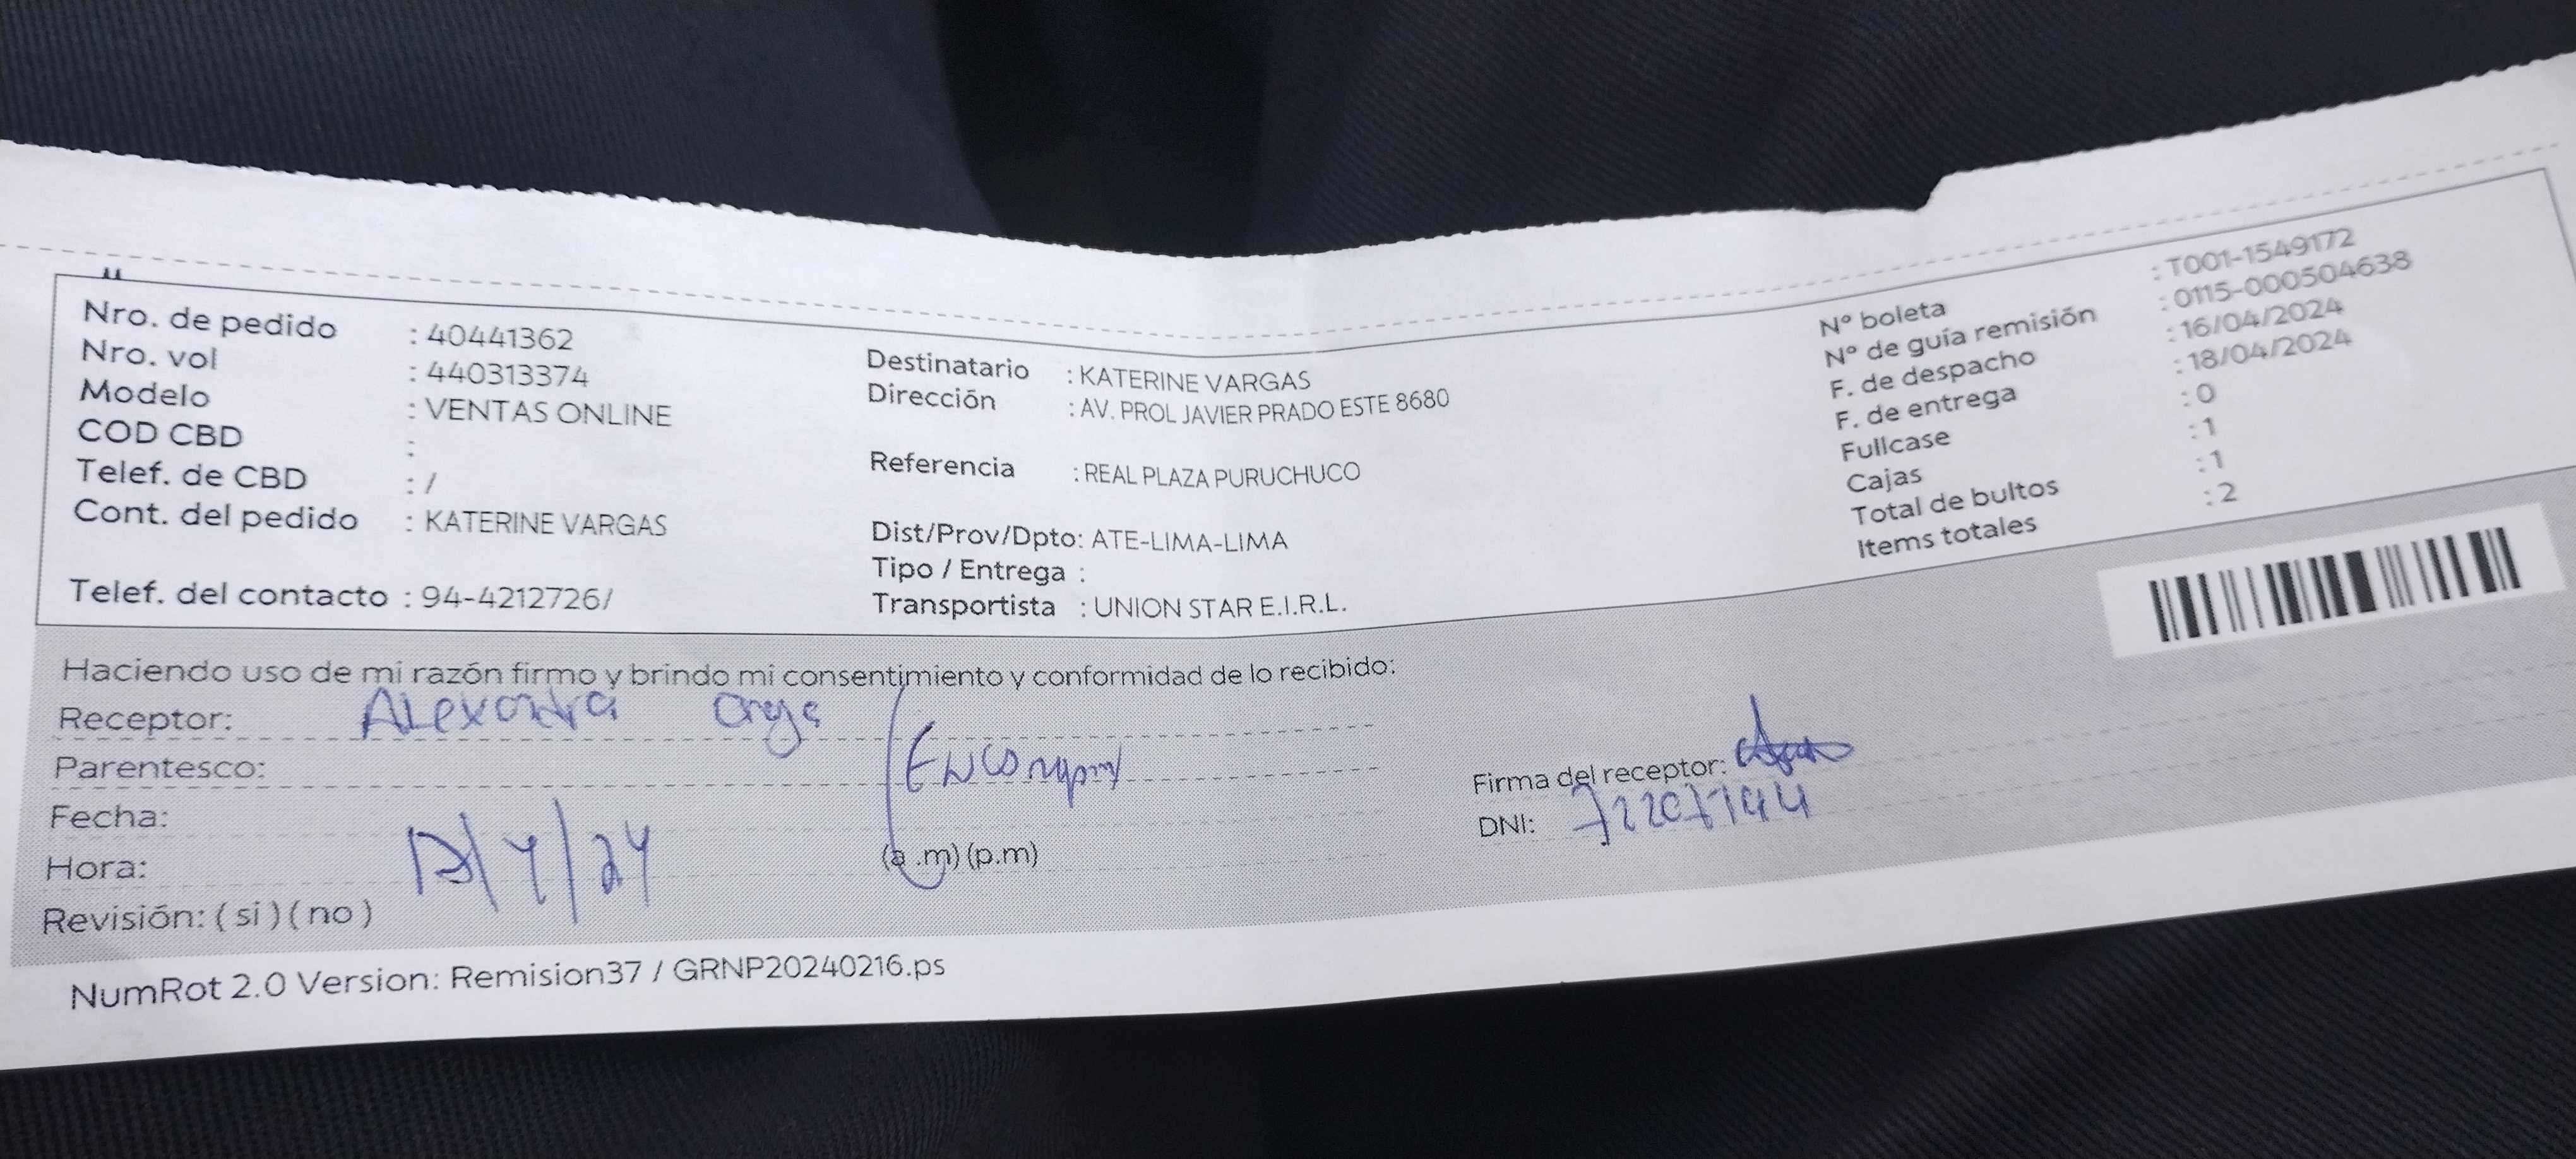 Nro. de pedido : 40441362
Nro. vol : 440313374
Modelo : VENTAS ONLINE
COD CBD :
Telef. de CBD : /
Cont. del pedido : KATERINE VARGAS
Telef. del contacto : 94-4212726/
Destinatario : KATERINE VARGAS
Dirección : AV. PROL JAVIER PRADO ESTE 8680
Referencia : REAL PLAZA PURUCHUCO
Dist/Prov/Dpto: ATE-LIMA-LIMA
Tipo / Entrega :
Transportista : UNION STAR E.I.R.L.
N° boleta : T001-1549172
N° de guía remisión : 0115-000504638
F. de despacho : 16/04/2024
F. de entrega : 18/04/2024
Fullcase : 0
Cajas : 1
Total de bultos : 1
Items totales : 2
Haciendo uso de mi razón firmo y brindo mi consentimiento y conformidad de lo recibido:
Receptor: Alexandra
Parentesco:
Fecha:
Hora: (a .m) (p.m)
Revisión: ( si ) ( no )
Firma del receptor:
DNI:
NumRot 2.0 Version: Remision37 / GRNP20240216.ps